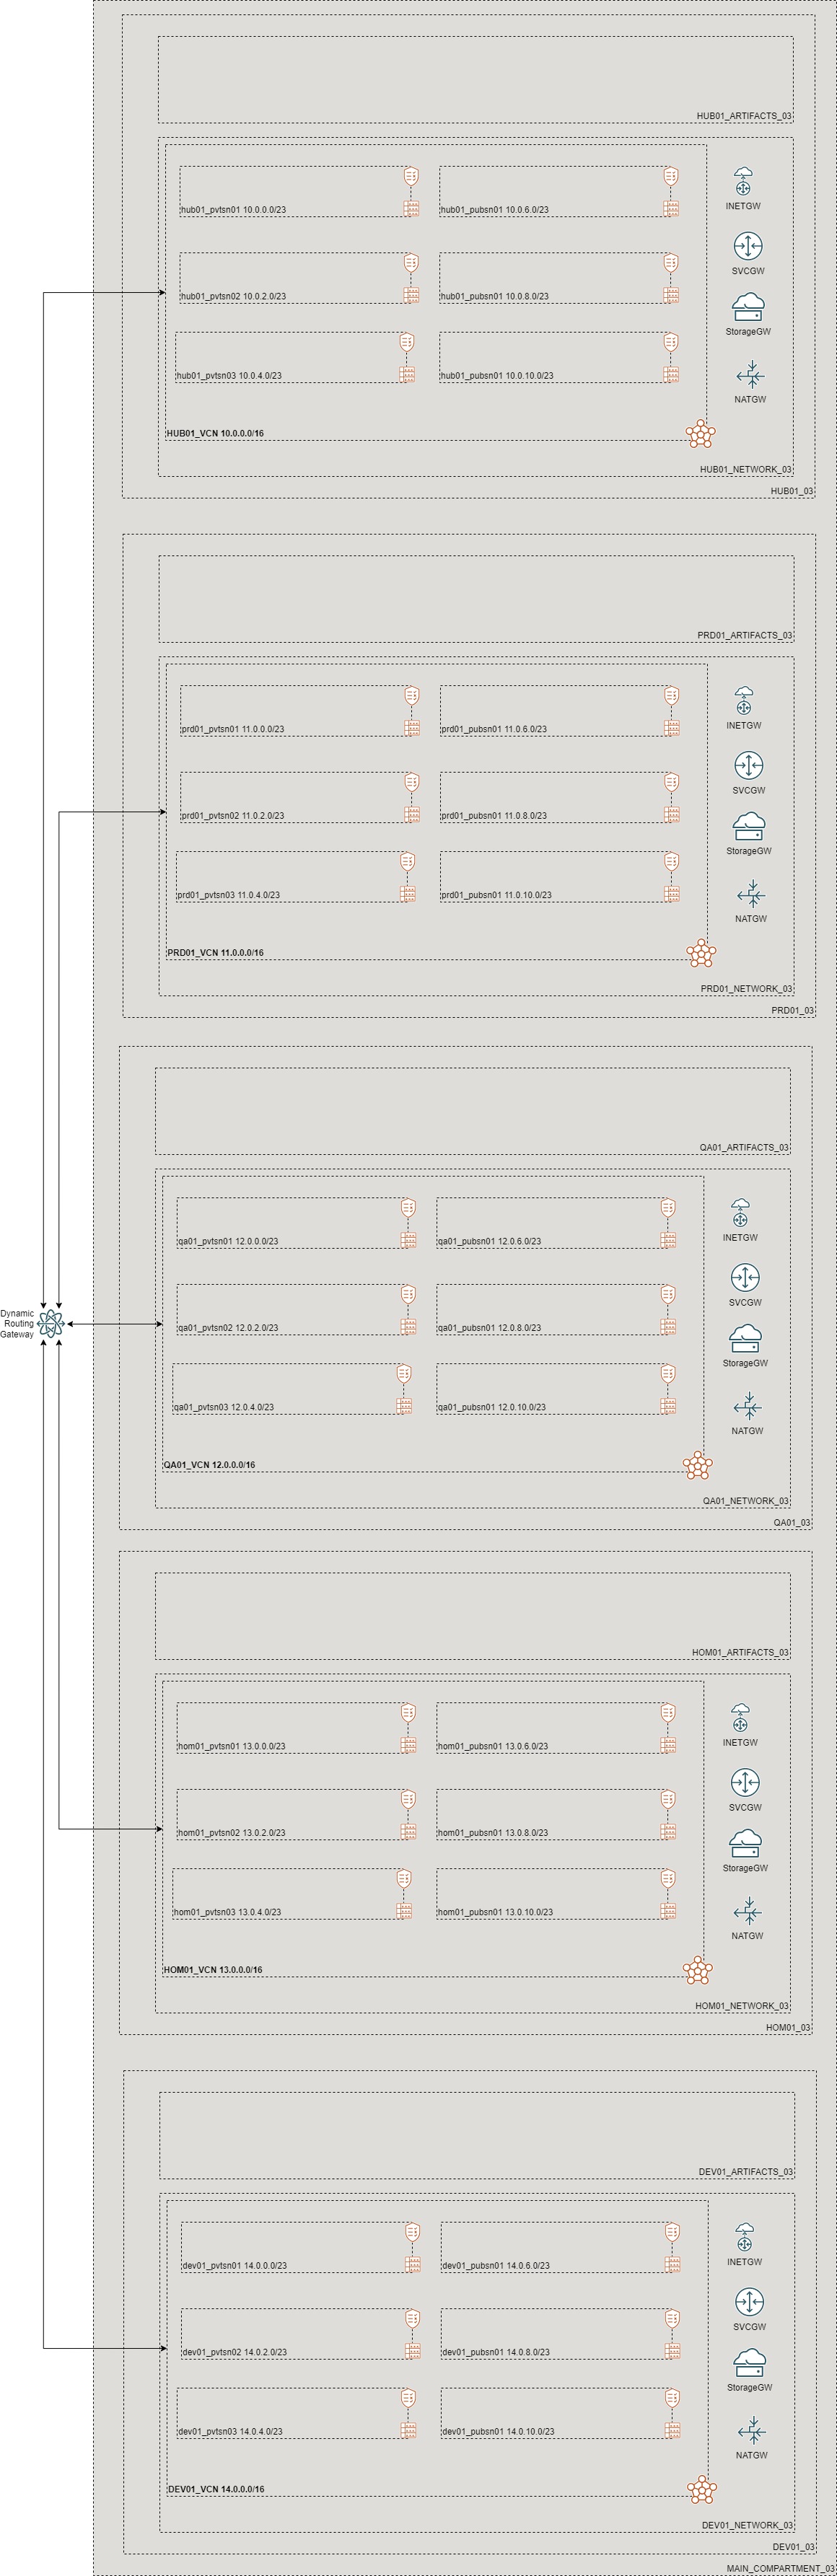 HUB01_ARTIFACTS_03
hub01_pvtsn01 10.0.0.0/23
hub01_pubsn01 10.0.6.0/23
INETGW
SVCGW
hub01_pvtsn02 10.0.2.0/23
hub01_pubsn01 10.0.8.0/23
StorageGW
hub01_pvtsn03 10.0.4.0/23
hub01_pubsn01 10.0.10.0/23
NATGW
HUB01_VCN 10.0.0.0/16
HUB01_NETWORK_03
HUB01_03
PRD01_ARTIFACTS_03
prd01_pvtsn01 11.0.0.0/23
prd01_pubsn01 11.0.6.0/23
INETGW
SVCGW
prd01_pvtsn02 11.0.2.0/23
prd01_pubsn01 11.0.8.0/23
StorageGW
prd01_pvtsn03 11.0.4.0/23
prd01_pubsn01 11.0.10.0/23
NATGW
PRD01_VCN 11.0.0.0/16
PRD01_NETWORK_03
PRD01_03
QA01_ARTIFACTS_03
qa01_pvtsn01 12.0.0.0/23
qa01_pubsn01 12.0.6.0/23
INETGW
SVCGW
Dynamic
Routing
Gateway
qa01_pvtsn02 12.0.2.0/23
qa01_pubsn01 12.0.8.0/23
StorageGW
qa01_pvtsn03 12.0.4.0/23
qa01_pubsn01 12.0.10.0/23
NATGW
QA01_VCN 12.0.0.0/16
QA01_NETWORK_03
QA01_03
HOM01_ARTIFACTS_03
hom01_pvtsn01 13.0.0.0/23
hom01_pubsn01 13.0.6.0/23
INETGW
SVCGW
hom01_pvtsn02 13.0.2.0/23
hom01_pubsn01 13.0.8.0/23
StorageGW
hom01_pvtsn03 13.0.4.0/23
hom01_pubsn01 13.0.10.0/23
NATGW
HOM01_VCN 13.0.0.0/16
HOM01_NETWORK_03
HOM01_03
DEV01_ARTIFACTS_03
dev01_pvtsn01 14.0.0.0/23
dev01_pubsn01 14.0.6.0/23
INETGW
SVCGW
dev01_pvtsn02 14.0.2.0/23
dev01_pubsn01 14.0.8.0/23
StorageGW
dev01_pvtsn03 14.0.4.0/23
dev01_pubsn01 14.0.10.0/23
NATGW
DEV01_VCN 14.0.0.0/16
DEV01_NETWORK_03
DEV01_03
MAIN_COMPARTMENT_03